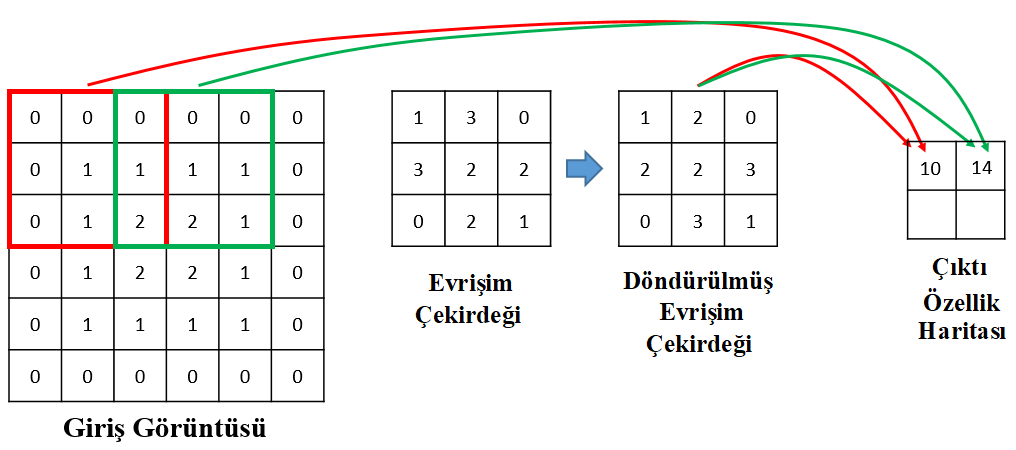 0 0 0 0 0 0
0 1 1 1 1 0
0 1 2 2 1 0
0 1 2 2 1 0
0 1 1 1 1 0
0 0 0 0 0 0
Giriş Görüntüsü
1 3 0
3 2 2
0 2 1
Evrişim
Çekirdeği
1 2 0
2 2 3
0 3 1
Döndürülmüş
Evrişim
Çekirdeği
10 14
Çıktı
Özellik
Haritası